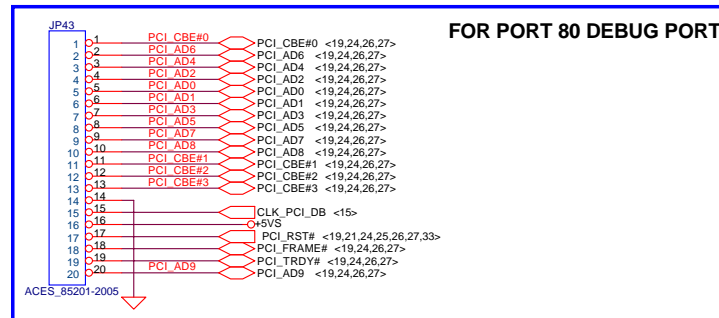 JP43
FOR PORT 80 DEBUG PORT
1 1 PCI_CBE#0 PCI_CBE#0 <19,24,26,27>
2 2 PCI_AD6 PCI_AD6 <19,24,26,27>
3 3 PCI_AD4 PCI_AD4 <19,24,26,27>
4 4 PCI_AD2 PCI_AD2 <19,24,26,27>
5 5 PCI_AD0 PCI_AD0 <19,24,26,27>
6 6 PCI_AD1 PCI_AD1 <19,24,26,27>
7 7 PCI_AD3 PCI_AD3 <19,24,26,27>
8 8 PCI_AD5 PCI_AD5 <19,24,26,27>
9 9 PCI_AD7 PCI_AD7 <19,24,26,27>
10 10 PCI_AD8 PCI_AD8 <19,24,26,27>
11 11 PCI_CBE#1 PCI_CBE#1 <19,24,26,27>
12 12 PCI_CBE#2 PCI_CBE#2 <19,24,26,27>
13 13 PCI_CBE#3 PCI_CBE#3 <19,24,26,27>
14 14
15 15 CLK_PCI_DB <15>
16 16 +5VS
17 17 PCI_RST# <19,21,24,25,26,27,33>
18 18 PCI_FRAME# <19,24,26,27>
19 19 PCI_TRDY# <19,24,26,27>
20 20 PCI_AD9 PCI_AD9 <19,24,26,27>
ACES_85201-2005